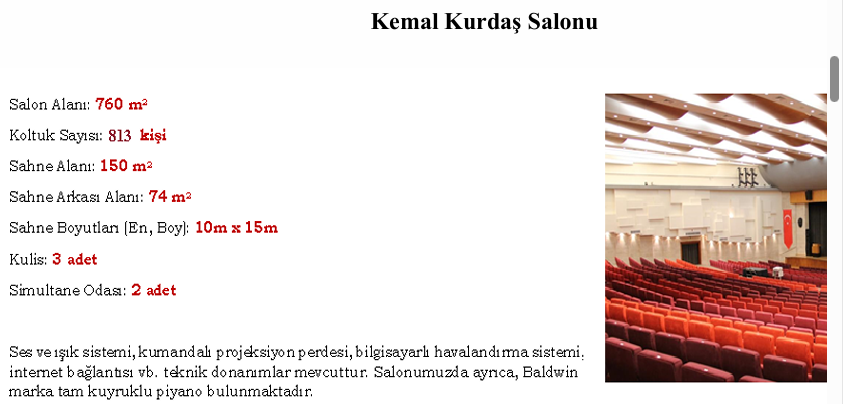 Kemal Kurdaş Salonu
Salon Alanı: 760 m²
Koltuk Sayısı: 813 kişi
Sahne Alanı: 150 m²
Sahne Arkası Alanı: 74 m²
Sahne Boyutları (En, Boy): 10m x 15m
Kulis: 3 adet
Simultane Odası: 2 adet
Ses ve ışık sistemi, kumandalı projeksiyon perdesi, bilgisayarlı havalandırma sistemi,
internet bağlantısı vb. teknik donanımlar mevcuttur. Salonumuzda ayrıca, Baldwin
marka tam kuyruklu piyano bulunmaktadır.